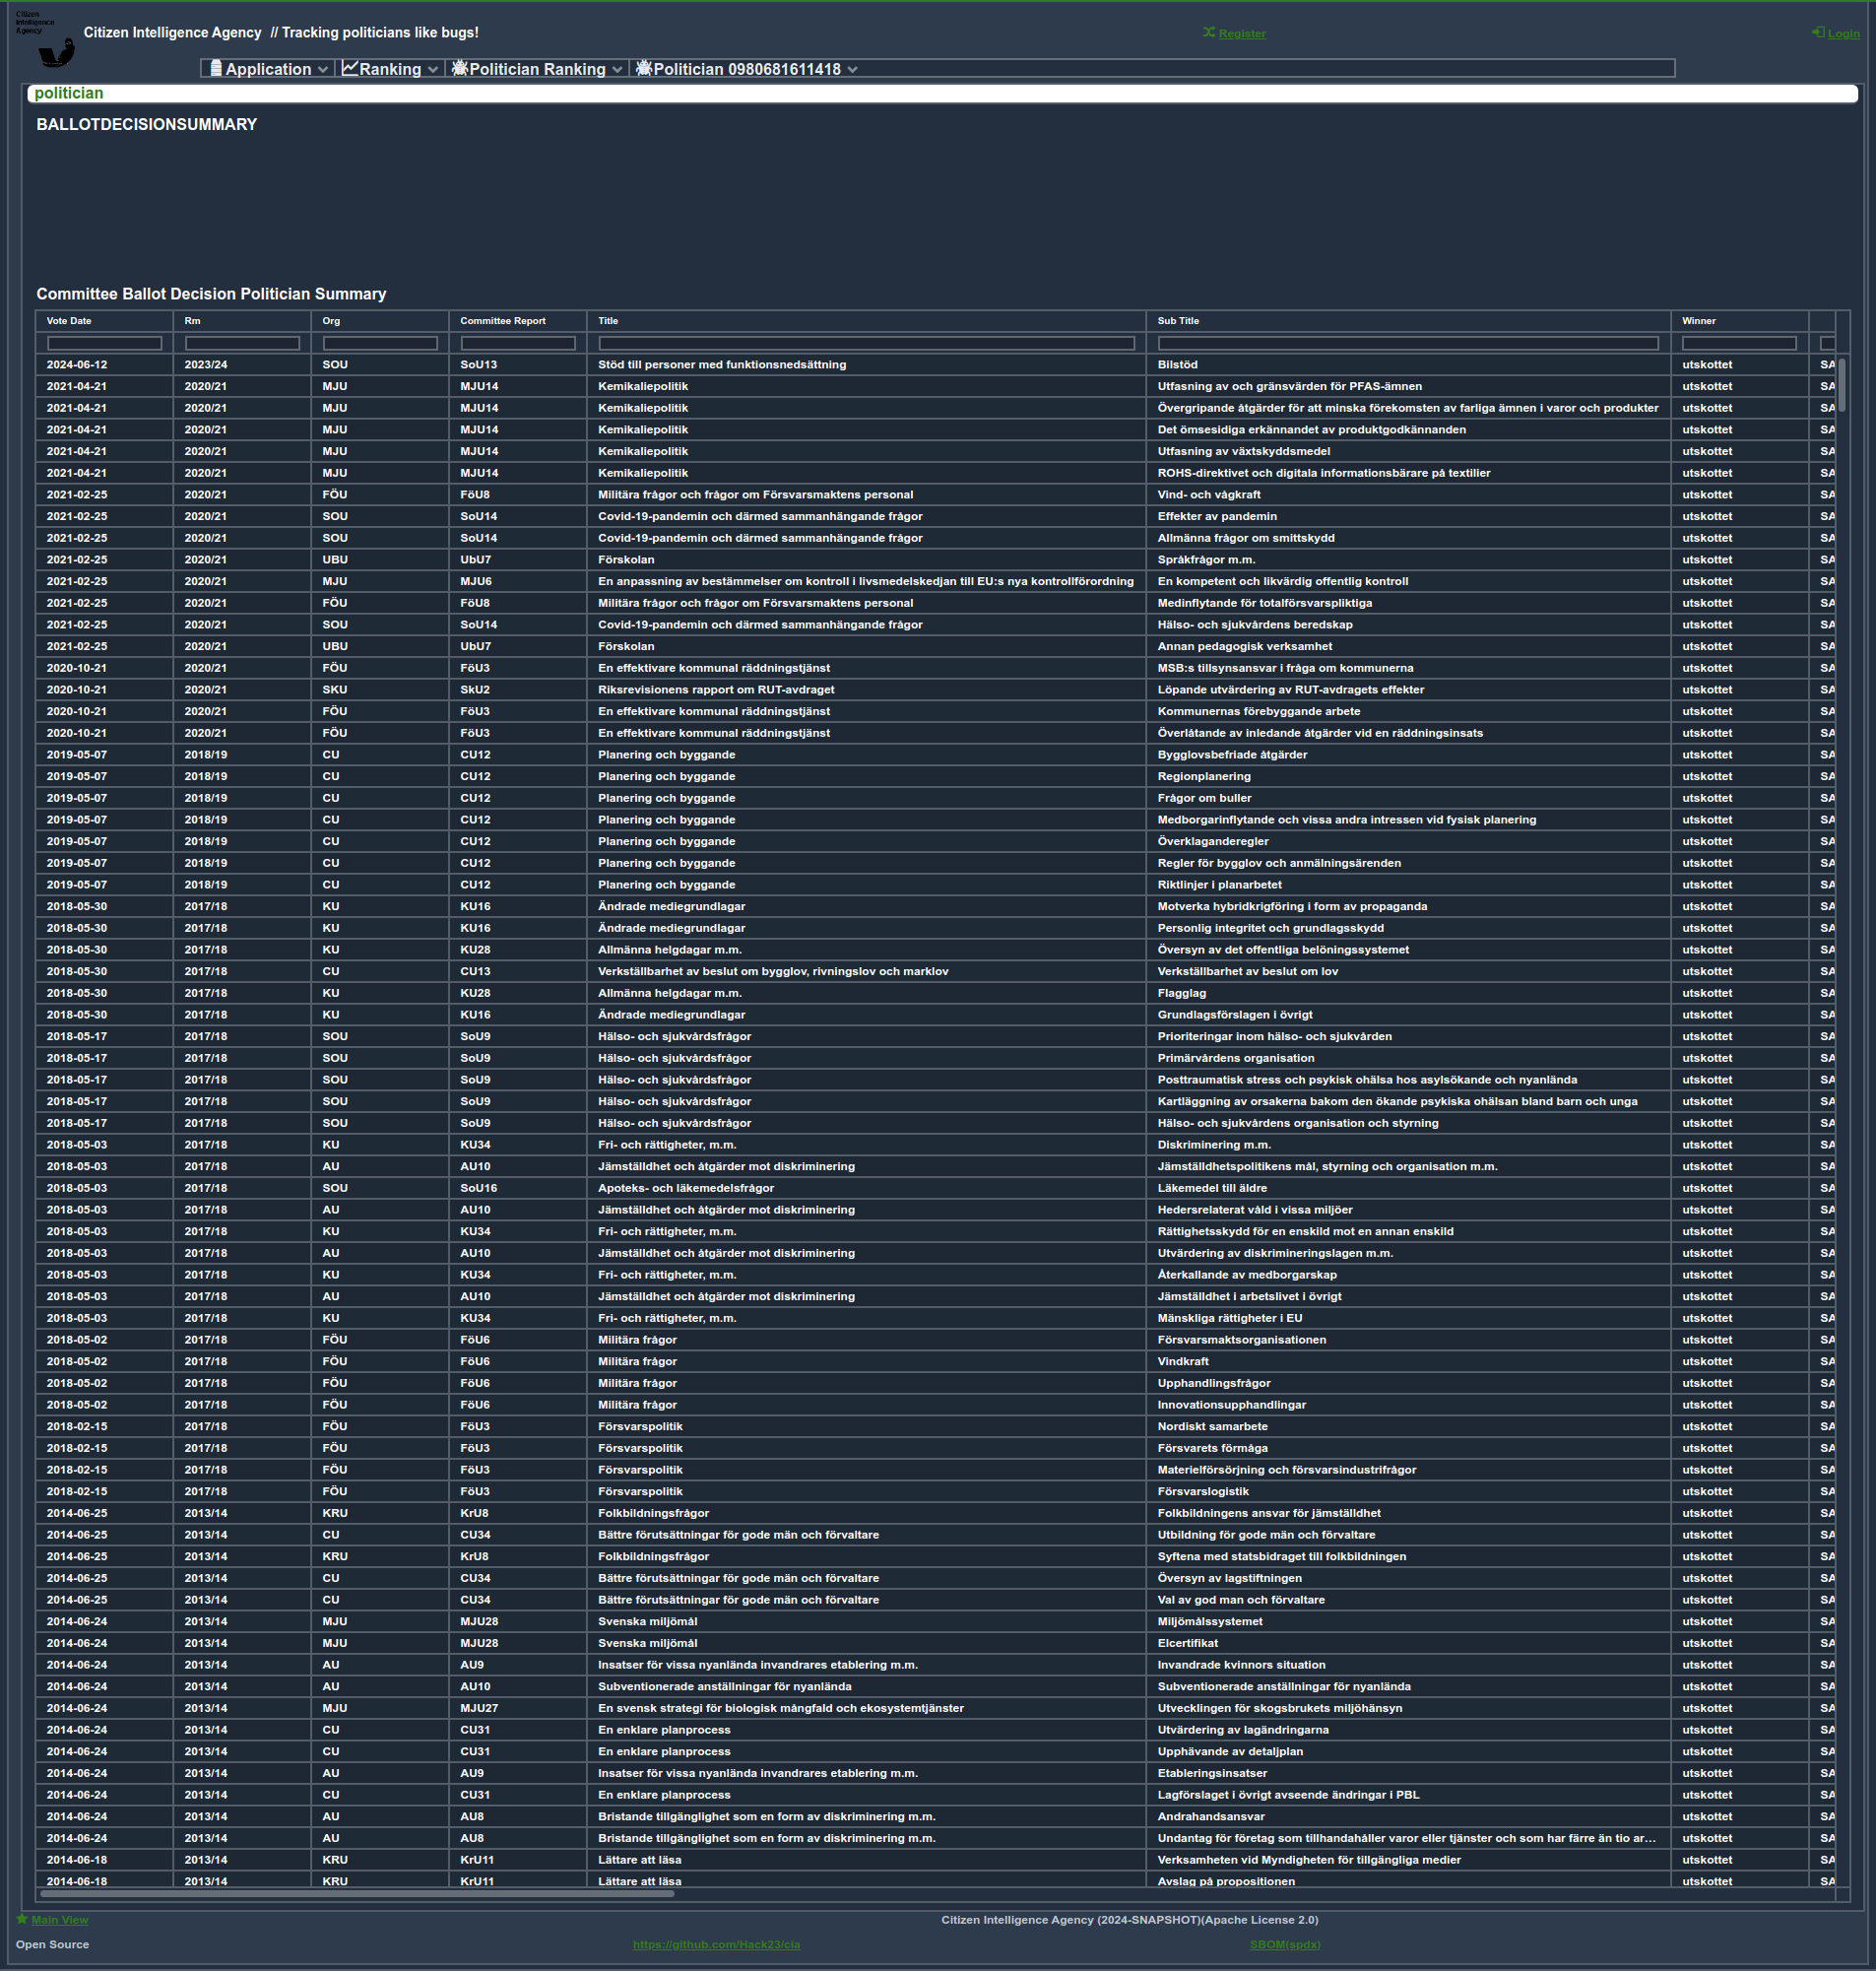 Citizen
Intelligence
Agency
Citizen Intelligence Agency // Tracking politicians like bugs!
Register
Login
Application Ranking Politician Ranking Politician 0980681611418
politician
BALLOTDECISIONSUMMARY
Committee Ballot Decision Politician Summary
Vote Date Rm Org Committee Report Title Sub Title Winner
2024-06-12 2023/24 SOU SoU13 Stöd till personer med funktionsnedsättning Bilstöd utskottet SA
2021-04-21 2020/21 MJU MJU14 Kemikaliepolitik Utfasning av och gränsvärden för PFAS-ämnen utskottet SA
2021-04-21 2020/21 MJU MJU14 Kemikaliepolitik Övergripande åtgärder för att minska förekomsten av farliga ämnen i varor och produkter utskottet SA
2021-04-21 2020/21 MJU MJU14 Kemikaliepolitik Det ömsesidiga erkännandet av produktgodkännanden utskottet SA
2021-04-21 2020/21 MJU MJU14 Kemikaliepolitik Utfasning av växtskyddsmedel utskottet SA
2021-04-21 2020/21 MJU MJU14 Kemikaliepolitik ROHS-direktivet och digitala informationsbärare på textilier utskottet SA
2021-02-25 2020/21 FÖU FöU8 Militära frågor och frågor om Försvarsmaktens personal Vind- och vågkraft utskottet SA
2021-02-25 2020/21 SOU SoU14 Covid-19-pandemin och därmed sammanhängande frågor Effekter av pandemin utskottet SA
2021-02-25 2020/21 SOU SoU14 Covid-19-pandemin och därmed sammanhängande frågor Allmänna frågor om smittskydd utskottet SA
2021-02-25 2020/21 UBU UbU7 Förskolan Språkfrågor m.m. utskottet SA
2021-02-25 2020/21 MJU MJU6 En anpassning av bestämmelser om kontroll i livsmedelskedjan till EU:s nya kontrollförordning En kompetent och likvärdig offentlig kontroll utskottet SA
2021-02-25 2020/21 FÖU FöU8 Militära frågor och frågor om Försvarsmaktens personal Medinflytande för totalförsvarspliktiga utskottet SA
2021-02-25 2020/21 SOU SoU14 Covid-19-pandemin och därmed sammanhängande frågor Hälso- och sjukvårdens beredskap utskottet SA
2021-02-25 2020/21 UBU UbU7 Förskolan Annan pedagogisk verksamhet utskottet SA
2020-10-21 2020/21 FÖU FöU3 En effektivare kommunal räddningstjänst MSB:s tillsynsansvar i fråga om kommunerna utskottet SA
2020-10-21 2020/21 SKU SkU2 Riksrevisionens rapport om RUT-avdraget Löpande utvärdering av RUT-avdragets effekter utskottet SA
2020-10-21 2020/21 FÖU FöU3 En effektivare kommunal räddningstjänst Kommunernas förebyggande arbete utskottet SA
2020-10-21 2020/21 FÖU FöU3 En effektivare kommunal räddningstjänst Överlåtande av inledande åtgärder vid en räddningsinsats utskottet SA
2019-05-07 2018/19 CU CU12 Planering och byggande Bygglovsbefriade åtgärder utskottet SA
2019-05-07 2018/19 CU CU12 Planering och byggande Regionplanering utskottet SA
2019-05-07 2018/19 CU CU12 Planering och byggande Frågor om buller utskottet SA
2019-05-07 2018/19 CU CU12 Planering och byggande Medborgarinflytande och vissa andra intressen vid fysisk planering utskottet SA
2019-05-07 2018/19 CU CU12 Planering och byggande Överklaganderegler utskottet SA
2019-05-07 2018/19 CU CU12 Planering och byggande Regler för bygglov och anmälningsärenden utskottet SA
2019-05-07 2018/19 CU CU12 Planering och byggande Riktlinjer i planarbetet utskottet SA
2018-05-30 2017/18 KU KU16 Ändrade mediegrundlagar Motverka hybridkrigföring i form av propaganda utskottet SA
2018-05-30 2017/18 KU KU16 Ändrade mediegrundlagar Personlig integritet och grundlagsskydd utskottet SA
2018-05-30 2017/18 KU KU28 Allmänna helgdagar m.m. Översyn av det offentliga belöningssystemet utskottet SA
2018-05-30 2017/18 CU CU13 Verkställbarhet av beslut om bygglov, rivningslov och marklov Verkställbarhet av beslut om lov utskottet SA
2018-05-30 2017/18 KU KU28 Allmänna helgdagar m.m. Flagglag utskottet SA
2018-05-30 2017/18 KU KU16 Ändrade mediegrundlagar Grundlagsförslagen i övrigt utskottet SA
2018-05-17 2017/18 SOU SoU9 Hälso- och sjukvårdsfrågor Prioriteringar inom hälso- och sjukvården utskottet SA
2018-05-17 2017/18 SOU SoU9 Hälso- och sjukvårdsfrågor Primärvårdens organisation utskottet SA
2018-05-17 2017/18 SOU SoU9 Hälso- och sjukvårdsfrågor Posttraumatisk stress och psykisk ohälsa hos asylsökande och nyanlända utskottet SA
2018-05-17 2017/18 SOU SoU9 Hälso- och sjukvårdsfrågor Kartläggning av orsakerna bakom den ökande psykiska ohälsan bland barn och unga utskottet SA
2018-05-17 2017/18 SOU SoU9 Hälso- och sjukvårdsfrågor Hälso- och sjukvårdens organisation och styrning utskottet SA
2018-05-03 2017/18 KU KU34 Fri- och rättigheter, m.m. Diskriminering m.m. utskottet SA
2018-05-03 2017/18 AU AU10 Jämställdhet och åtgärder mot diskriminering Jämställdhetspolitikens mål, styrning och organisation m.m. utskottet SA
2018-05-03 2017/18 SOU SoU16 Apoteks- och läkemedelsfrågor Läkemedel till äldre utskottet SA
2018-05-03 2017/18 AU AU10 Jämställdhet och åtgärder mot diskriminering Hedersrelaterat våld i vissa miljöer utskottet SA
2018-05-03 2017/18 KU KU34 Fri- och rättigheter, m.m. Rättighetsskydd för en enskild mot en annan enskild utskottet SA
2018-05-03 2017/18 AU AU10 Jämställdhet och åtgärder mot diskriminering Utvärdering av diskrimineringslagen m.m. utskottet SA
2018-05-03 2017/18 KU KU34 Fri- och rättigheter, m.m. Återkallande av medborgarskap utskottet SA
2018-05-03 2017/18 AU AU10 Jämställdhet och åtgärder mot diskriminering Jämställdhet i arbetslivet i övrigt utskottet SA
2018-05-03 2017/18 KU KU34 Fri- och rättigheter, m.m. Mänskliga rättigheter i EU utskottet SA
2018-05-02 2017/18 FÖU FöU6 Militära frågor Försvarsmaktsorganisationen utskottet SA
2018-05-02 2017/18 FÖU FöU6 Militära frågor Vindkraft utskottet SA
2018-05-02 2017/18 FÖU FöU6 Militära frågor Upphandlingsfrågor utskottet SA
2018-05-02 2017/18 FÖU FöU6 Militära frågor Innovationsupphandlingar utskottet SA
2018-02-15 2017/18 FÖU FöU3 Försvarspolitik Nordiskt samarbete utskottet SA
2018-02-15 2017/18 FÖU FöU3 Försvarspolitik Försvarets förmåga utskottet SA
2018-02-15 2017/18 FÖU FöU3 Försvarspolitik Materielförsörjning och försvarsindustrifrågor utskottet SA
2018-02-15 2017/18 FÖU FöU3 Försvarspolitik Försvarslogistik utskottet SA
2014-06-25 2013/14 KRU KrU8 Folkbildningsfrågor Folkbildningens ansvar för jämställdhet utskottet SA
2014-06-25 2013/14 CU CU34 Bättre förutsättningar för gode män och förvaltare Utbildning för gode män och förvaltare utskottet SA
2014-06-25 2013/14 KRU KrU8 Folkbildningsfrågor Syftena med statsbidraget till folkbildningen utskottet SA
2014-06-25 2013/14 CU CU34 Bättre förutsättningar för gode män och förvaltare Översyn av lagstiftningen utskottet SA
2014-06-25 2013/14 CU CU34 Bättre förutsättningar för gode män och förvaltare Val av god man och förvaltare utskottet SA
2014-06-24 2013/14 MJU MJU28 Svenska miljömål Miljömålssystemet utskottet SA
2014-06-24 2013/14 MJU MJU28 Svenska miljömål Elcertifikat utskottet SA
2014-06-24 2013/14 AU AU9 Insatser för vissa nyanlända invandrares etablering m.m. Invandrade kvinnors situation utskottet SA
2014-06-24 2013/14 AU AU10 Subventionerade anställningar för nyanlända Subventionerade anställningar för nyanlända utskottet SA
2014-06-24 2013/14 MJU MJU27 En svensk strategi för biologisk mångfald och ekosystemtjänster Utvecklingen för skogsbrukets miljöhänsyn utskottet SA
2014-06-24 2013/14 CU CU31 En enklare planprocess Utvärdering av lagändringarna utskottet SA
2014-06-24 2013/14 CU CU31 En enklare planprocess Upphävande av detaljplan utskottet SA
2014-06-24 2013/14 AU AU9 Insatser för vissa nyanlända invandrares etablering m.m. Etableringsinsatser utskottet SA
2014-06-24 2013/14 CU CU31 En enklare planprocess Lagförslaget i övrigt avseende ändringar i PBL utskottet SA
2014-06-24 2013/14 AU AU8 Bristande tillgänglighet som en form av diskriminering m.m. Andrahandsansvar utskottet SA
2014-06-24 2013/14 AU AU8 Bristande tillgänglighet som en form av diskriminering m.m. Undantag för företag som tillhandahåller varor eller tjänster och som har färre än tio ar... utskottet SA
2014-06-18 2013/14 KRU KrU11 Lättare att läsa Verksamheten vid Myndigheten för tillgängliga medier utskottet SA
2014-06-18 2013/14 KRU KrU11 Lättare att läsa Avslag på propositionen utskottet SA
Main View
Citizen Intelligence Agency (2024-SNAPSHOT)(Apache License 2.0)
Open Source
https://github.com/Hack23/cia
SBOM(spdx)